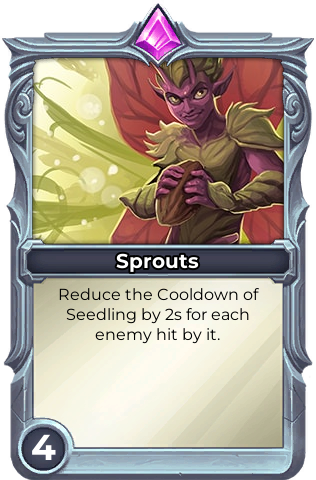 Sprouts
Reduce the Cooldown of
Seedling by 2s for each
enemy hit by it.
4